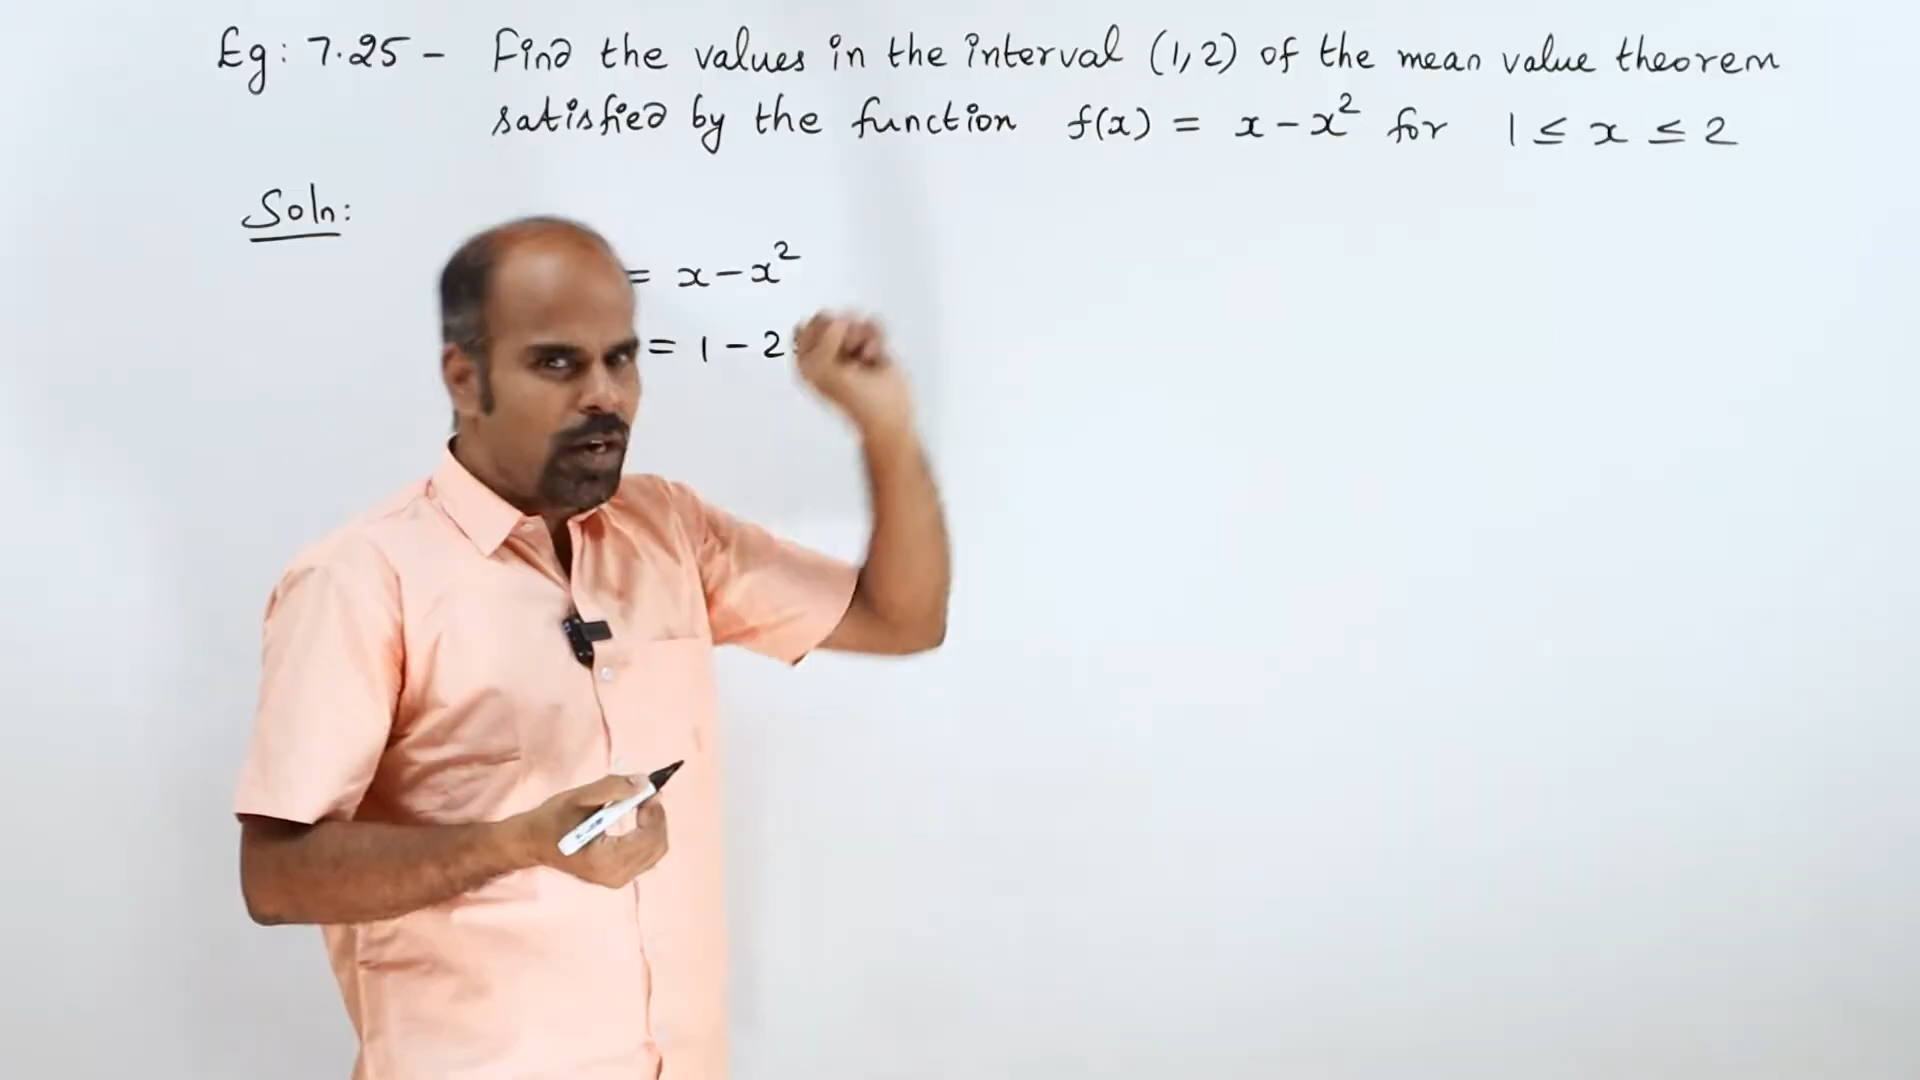 Eg: 7.25 - Find the values in the interval (1,2) of the mean value theorem
satisfied by the function f(x) = x - x² for 1 ≤ x ≤ 2
Soln:
= x - x²
= 1 - 2